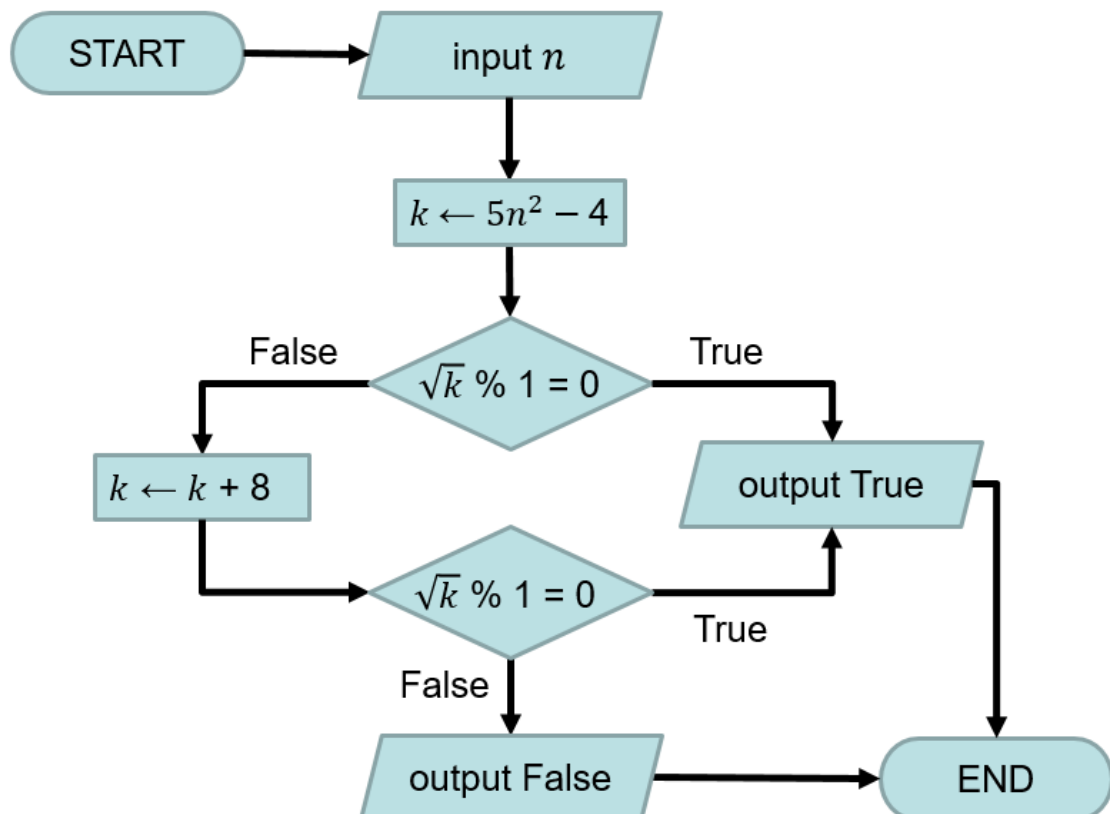 START
input n
k ← 5n² − 4
False
True
√k % 1 = 0
k ← k + 8
output True
√k % 1 = 0
True
False
output False
END